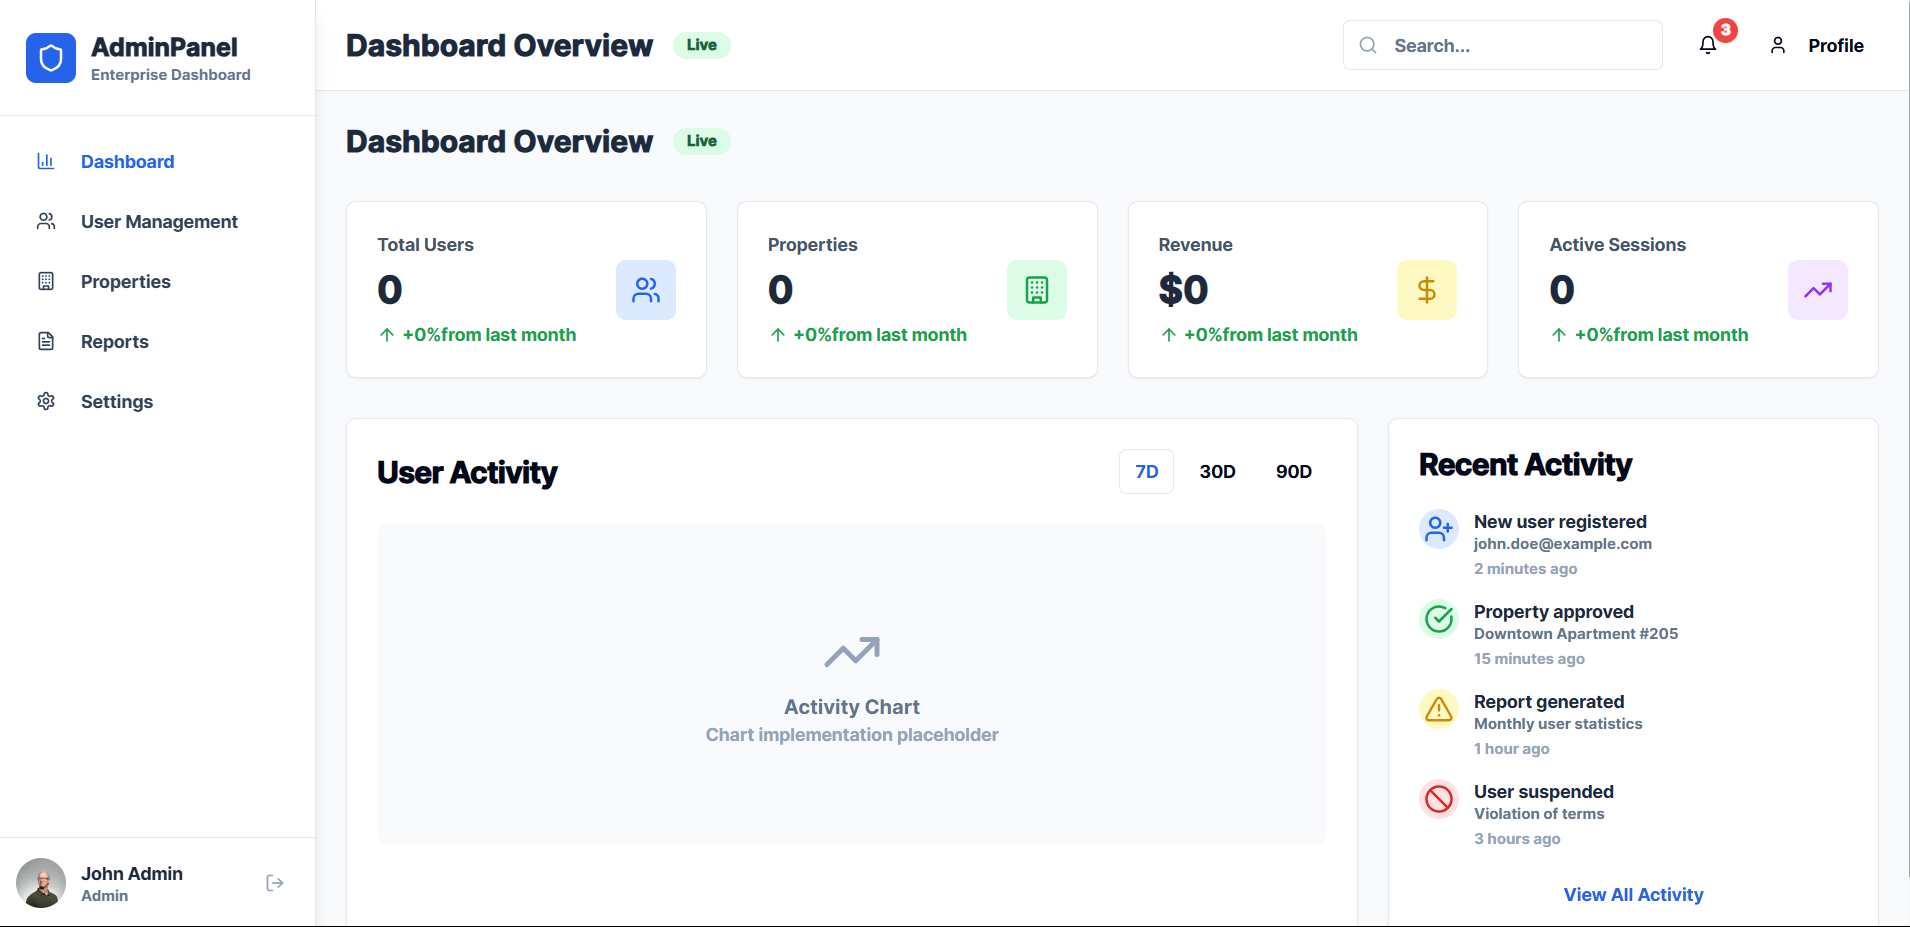 AdminPanel
Enterprise Dashboard
Dashboard
User Management
Properties
Reports
Settings
John Admin
Admin
Dashboard Overview Live
Search...
3
Profile
Dashboard Overview Live
Total Users
0
+0%from last month
Properties
0
+0%from last month
Revenue
$0
+0%from last month
Active Sessions
0
+0%from last month
User Activity
7D 30D 90D
Activity Chart
Chart implementation placeholder
Recent Activity
New user registered
john.doe@example.com
2 minutes ago
Property approved
Downtown Apartment #205
15 minutes ago
Report generated
Monthly user statistics
1 hour ago
User suspended
Violation of terms
3 hours ago
View All Activity